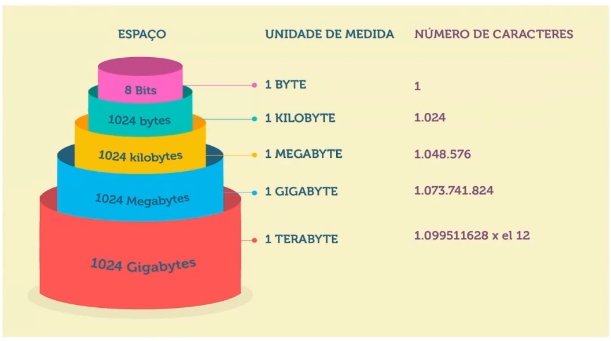 ESPAÇO UNIDADE DE MEDIDA NÚMERO DE CARACTERES
8 Bits 1 BYTE 1
1024 bytes 1 KILOBYTE 1.024
1024 kilobytes 1 MEGABYTE 1.048.576
1024 Megabytes 1 GIGABYTE 1.073.741.824
1024 Gigabytes 1 TERABYTE 1.099511628 x el 12